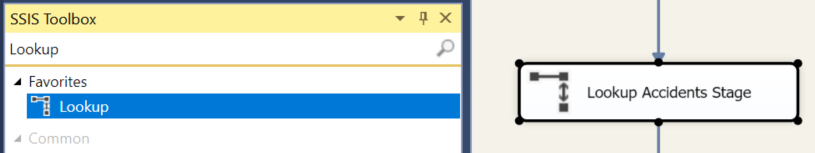 SSIS Toolbox
Lookup
Favorites
Lookup
Common
Lookup Accidents Stage